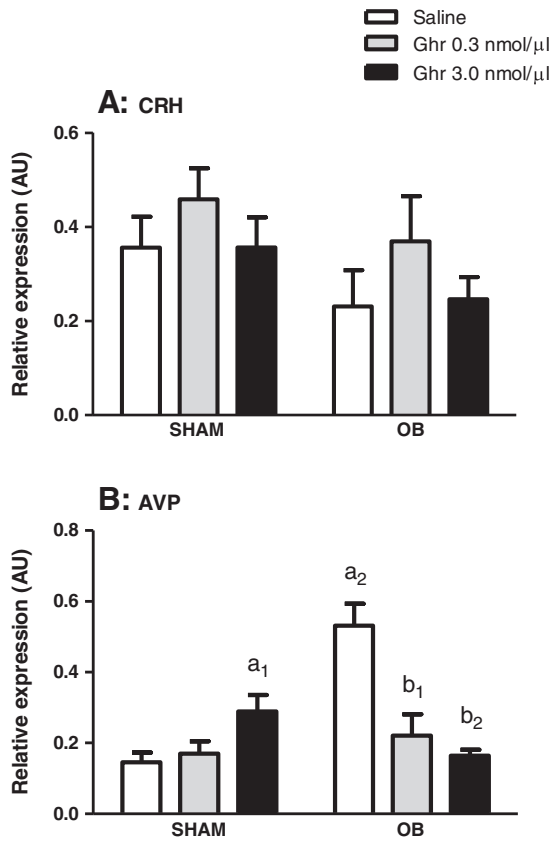 Saline
Ghr 0.3 nmol/μl
Ghr 3.0 nmol/μl
A: CRH
Relative expression (AU)
0.6
0.4
0.2
0.0
SHAM OB
B: AVP
Relative expression (AU)
0.8
0.6
0.4
0.2
0.0
a₁
a₂
b₁
b₂
SHAM OB